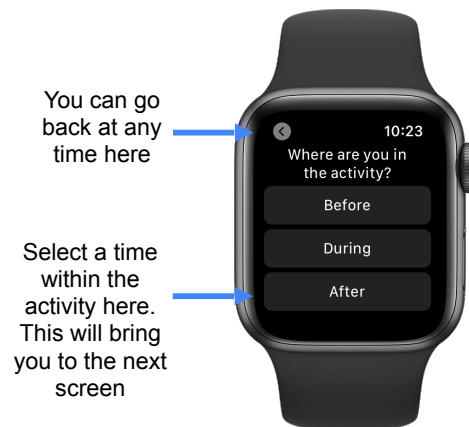 You can go
back at any
time here
10:23
Where are you in
the activity?
Before
During
After
Select a time
within the
activity here.
This will bring
you to the next
screen